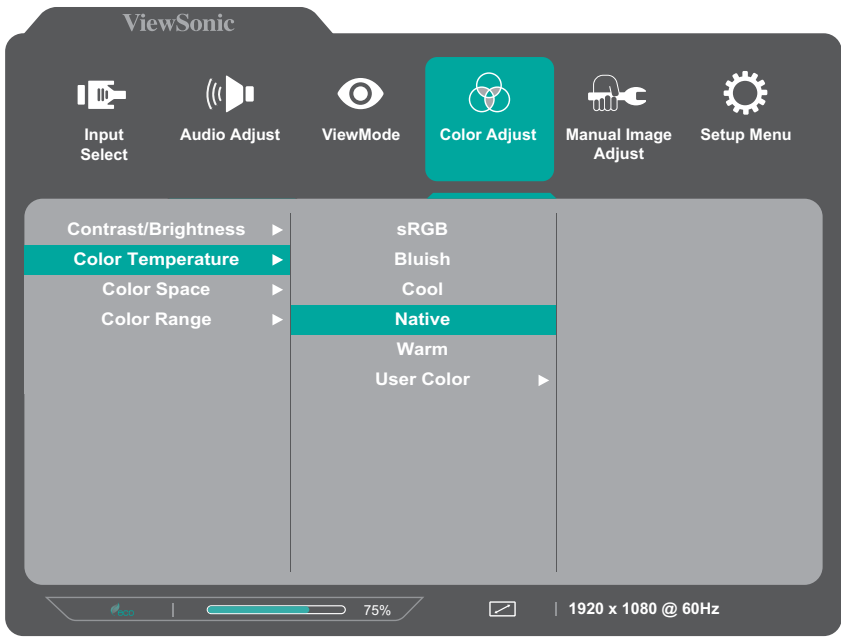 ViewSonic
Input
Select
Audio Adjust
ViewMode
Color Adjust
Manual Image
Adjust
Setup Menu
Contrast/Brightness
Color Temperature
Color Space
Color Range
sRGB
Bluish
Cool
Native
Warm
User Color
eco
75%
1920 x 1080 @ 60Hz